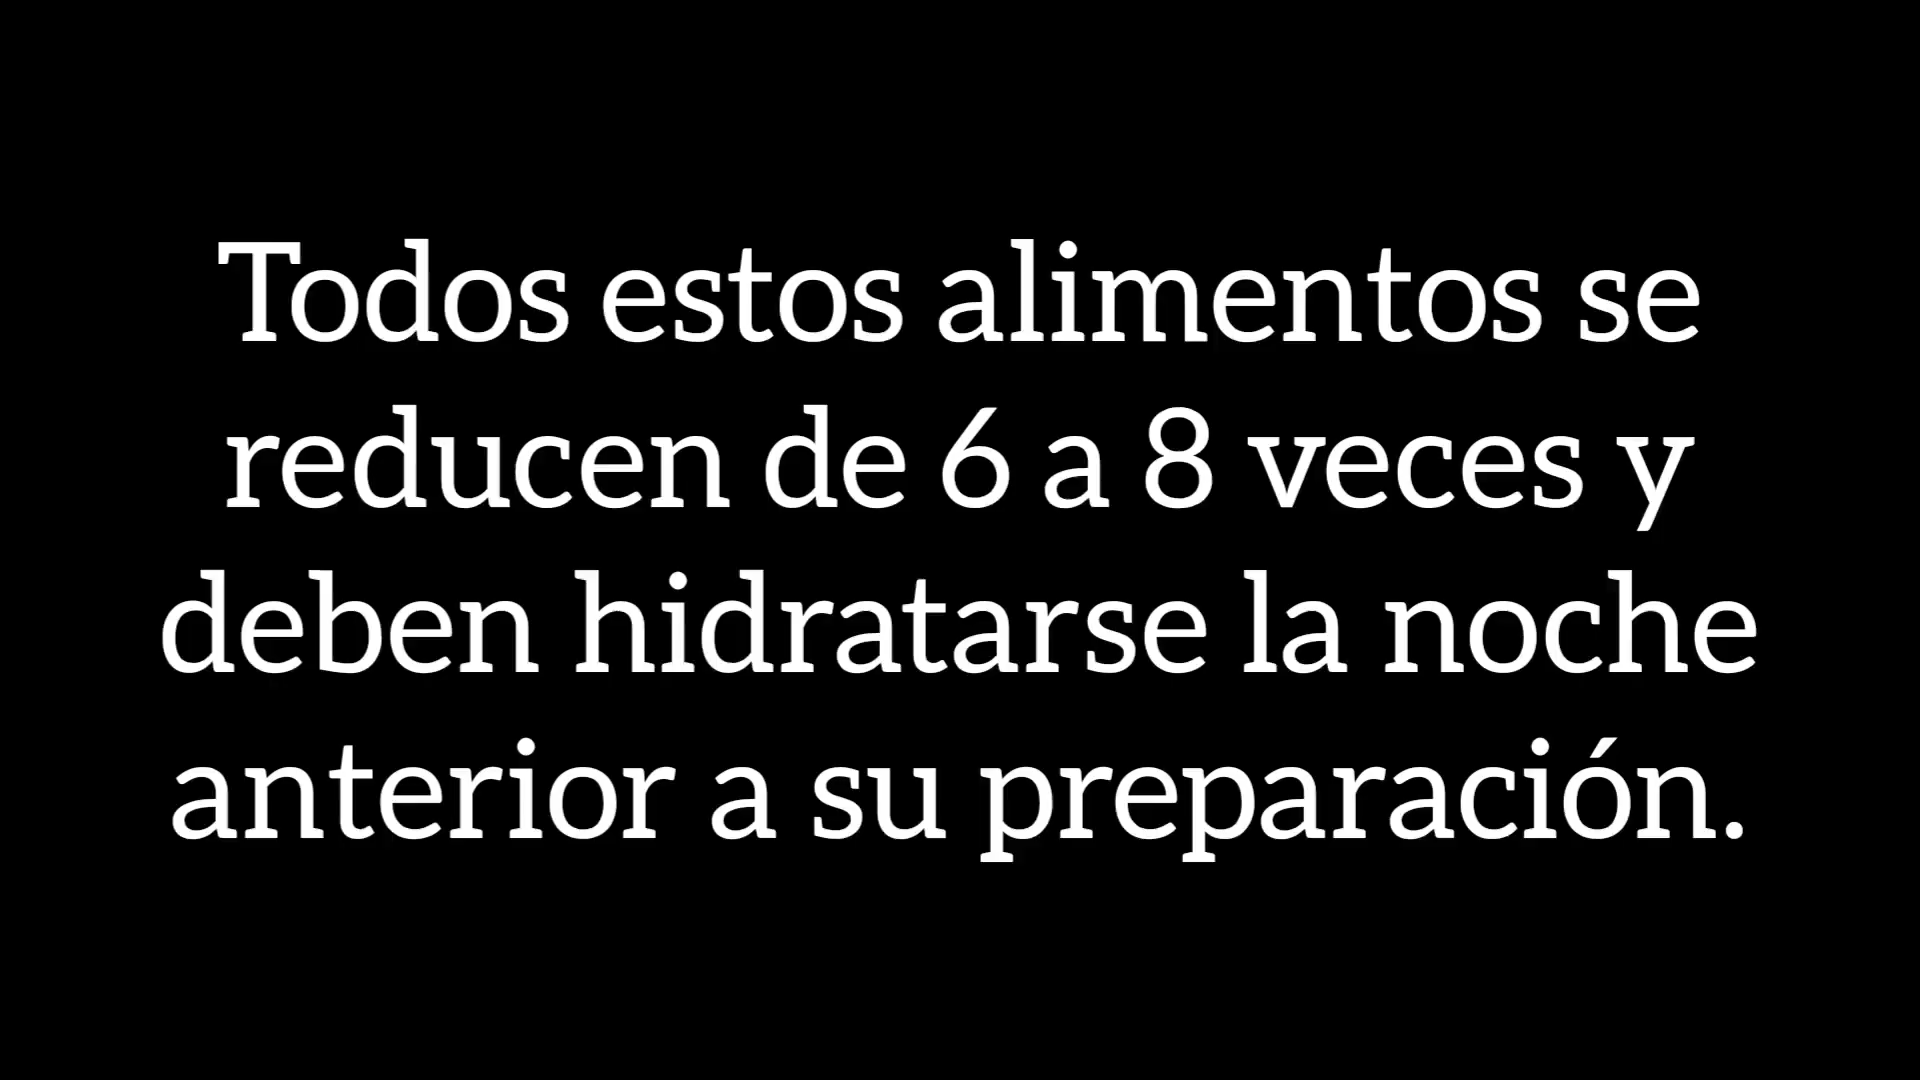 Todos estos alimentos se
reducen de 6 a 8 veces y
deben hidratarse la noche
anterior a su preparación.